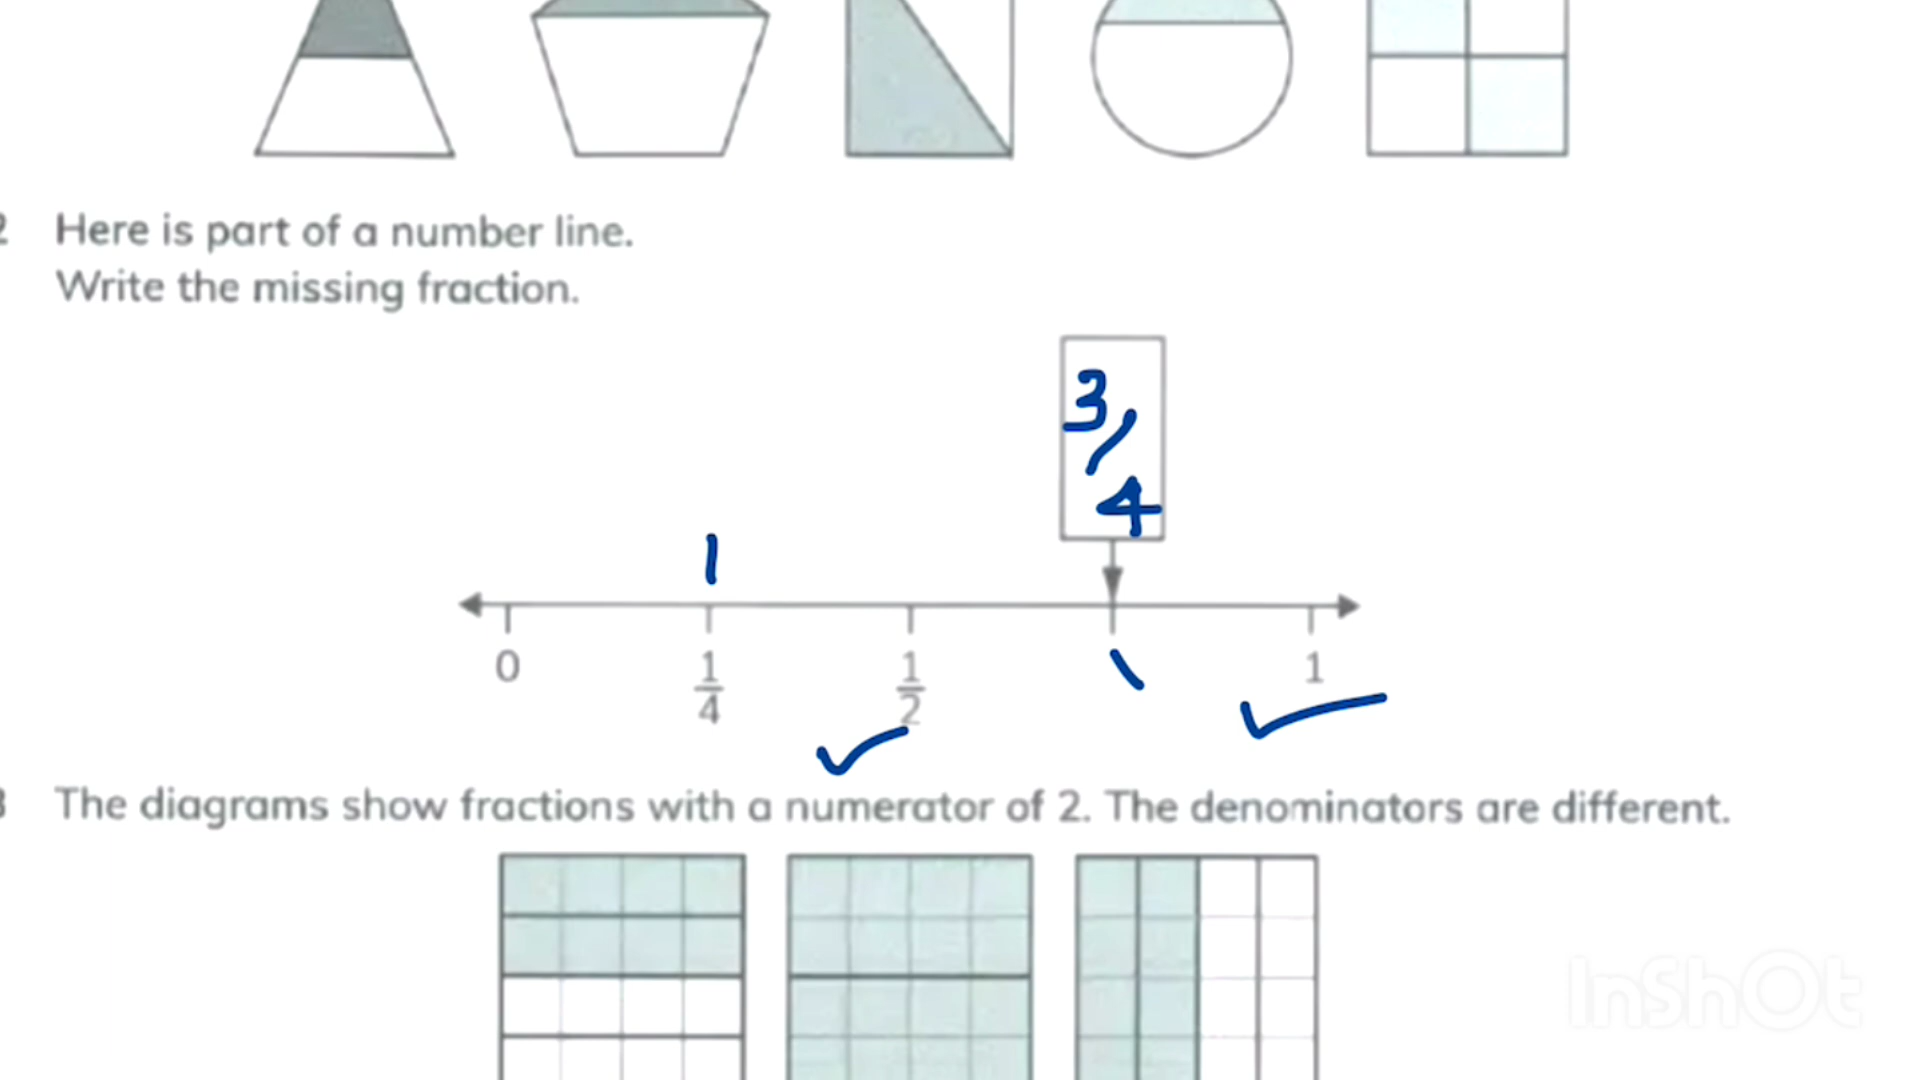 2 Here is part of a number line.
Write the missing fraction.
3/4
1
0 1/4 1/2 1
3 The diagrams show fractions with a numerator of 2. The denominators are different.
InShOt